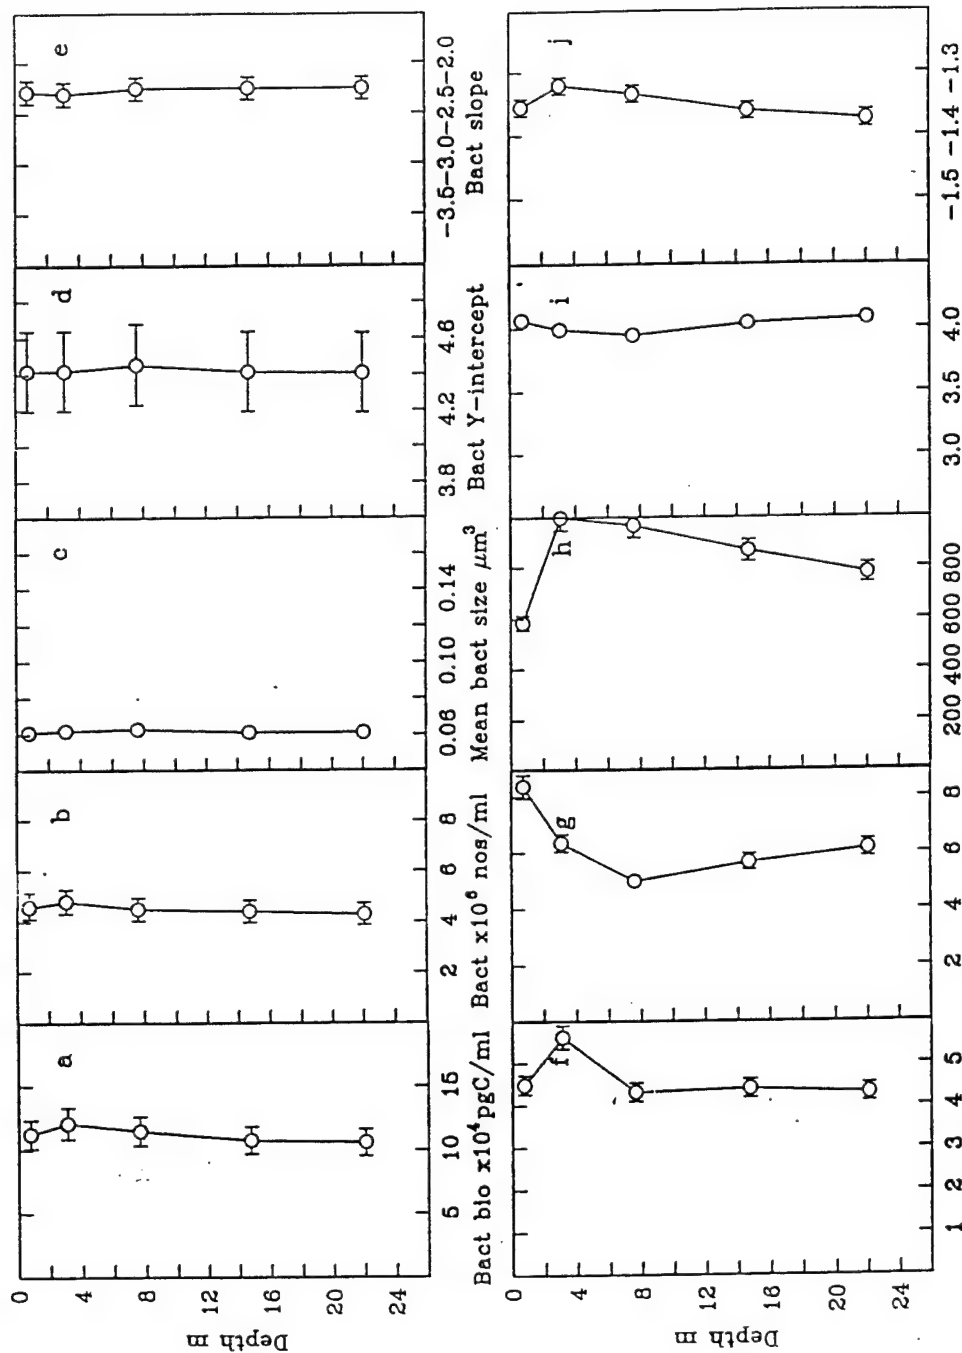 a
b
c
d
e
0
4
8
12
16
20
24
Depth m
5 10 15
2 4 6 8
0.06 0.10 0.14
3.8 4.2 4.6
−3.5−3.0−2.5−2.0
Bact bio x10⁴pgC/ml
Bact x10⁶ nos/ml
Mean bact size μm³
Bact Y-intercept
Bact slope
f
g
h
i
j
0
4
8
12
16
20
24
Depth m
1 2 3 4 5
2 4 6 8
200 400 600 800
3.0 3.5 4.0
−1.5 −1.4 −1.3